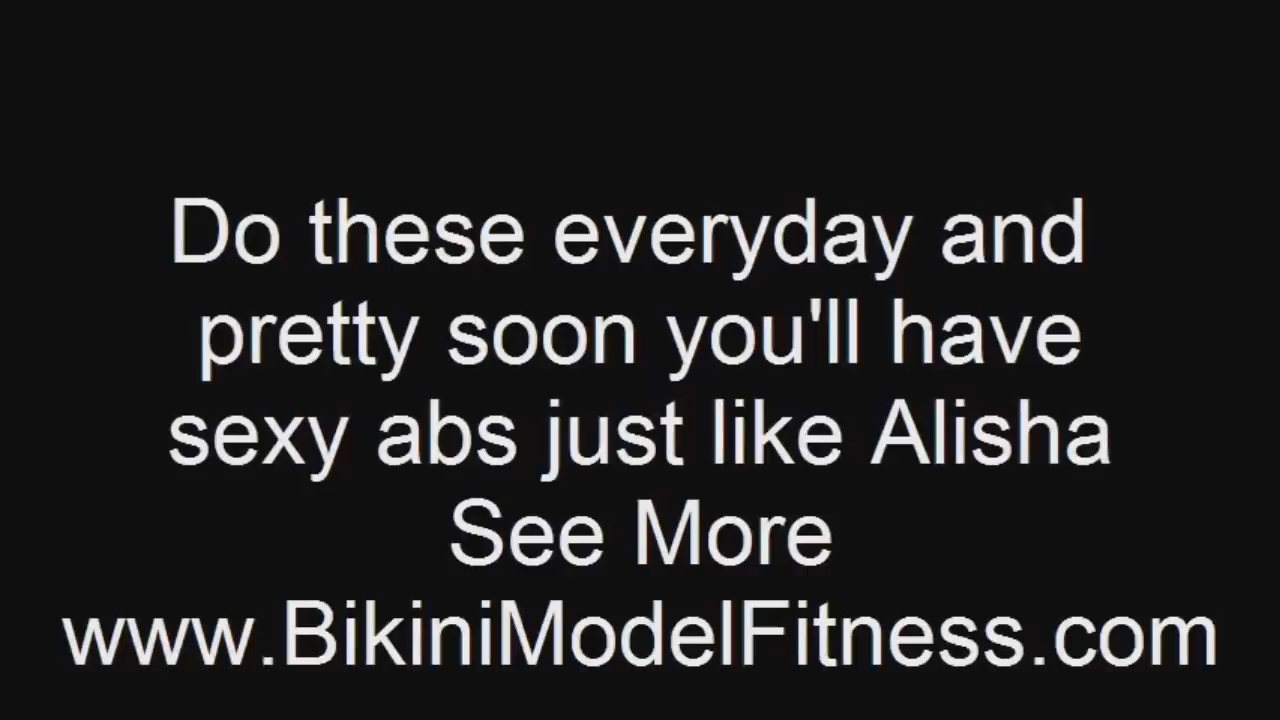 Do these everyday and
pretty soon you'll have
sexy abs just like Alisha
See More
www.BikiniModelFitness.com